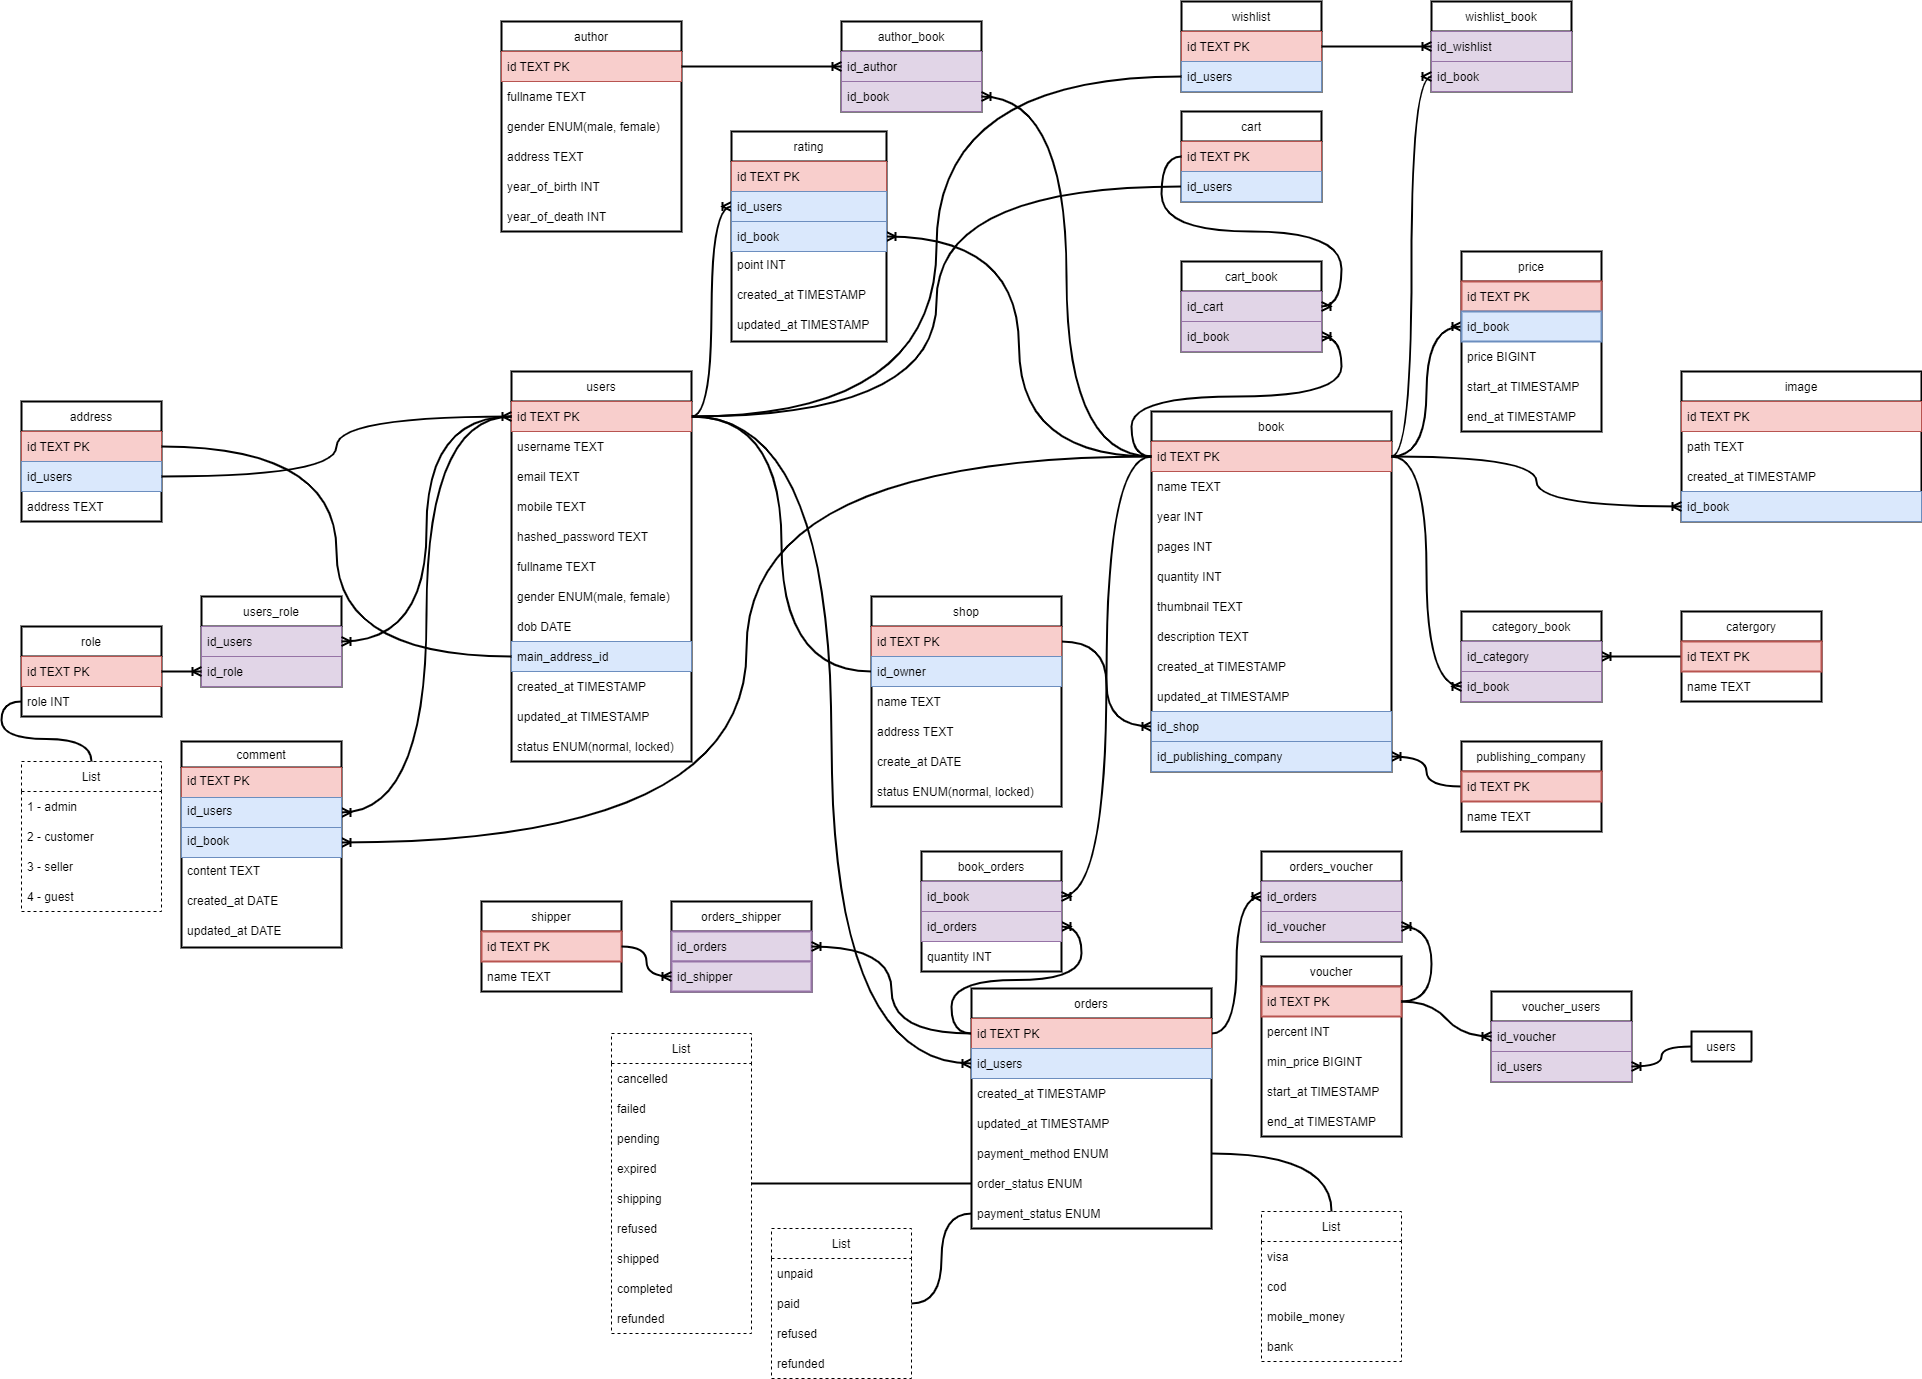 author
id TEXT PK
fullname TEXT
gender ENUM(male, female)
address TEXT
year_of_birth INT
year_of_death INT
author_book
id_author
id_book
wishlist
id TEXT PK
id_users
wishlist_book
id_wishlist
id_book
cart
id TEXT PK
id_users
rating
id TEXT PK
id_users
id_book
point INT
created_at TIMESTAMP
updated_at TIMESTAMP
cart_book
id_cart
id_book
price
id TEXT PK
id_book
price BIGINT
start_at TIMESTAMP
end_at TIMESTAMP
image
id TEXT PK
path TEXT
created_at TIMESTAMP
id_book
address
id TEXT PK
id_users
address TEXT
users
id TEXT PK
username TEXT
email TEXT
mobile TEXT
hashed_password TEXT
fullname TEXT
gender ENUM(male, female)
dob DATE
main_address_id
created_at TIMESTAMP
updated_at TIMESTAMP
status ENUM(normal, locked)
book
id TEXT PK
name TEXT
year INT
pages INT
quantity INT
thumbnail TEXT
description TEXT
created_at TIMESTAMP
updated_at TIMESTAMP
id_shop
id_publishing_company
users_role
id_users
id_role
role
id TEXT PK
role INT
List
1 - admin
2 - customer
3 - seller
4 - guest
comment
id TEXT PK
id_users
id_book
content TEXT
created_at DATE
updated_at DATE
shop
id TEXT PK
id_owner
name TEXT
address TEXT
create_at DATE
status ENUM(normal, locked)
category_book
id_category
id_book
catergory
id TEXT PK
name TEXT
publishing_company
id TEXT PK
name TEXT
shipper
id TEXT PK
name TEXT
orders_shipper
id_orders
id_shipper
book_orders
id_book
id_orders
quantity INT
orders_voucher
id_orders
id_voucher
voucher
id TEXT PK
percent INT
min_price BIGINT
start_at TIMESTAMP
end_at TIMESTAMP
voucher_users
id_voucher
id_users
users
orders
id TEXT PK
id_users
created_at TIMESTAMP
updated_at TIMESTAMP
payment_method ENUM
order_status ENUM
payment_status ENUM
List
cancelled
failed
pending
expired
shipping
refused
shipped
completed
refunded
List
unpaid
paid
refused
refunded
List
visa
cod
mobile_money
bank